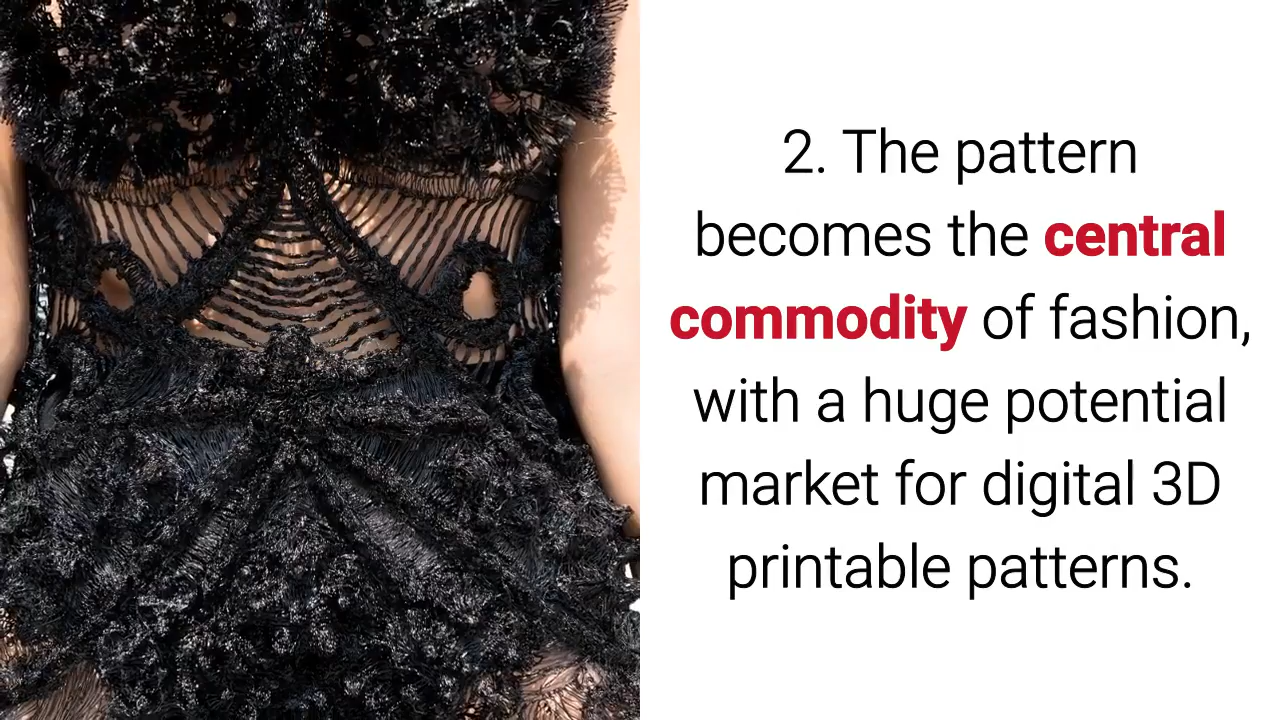 2. The pattern
becomes the central
commodity of fashion,
with a huge potential
market for digital 3D
printable patterns.